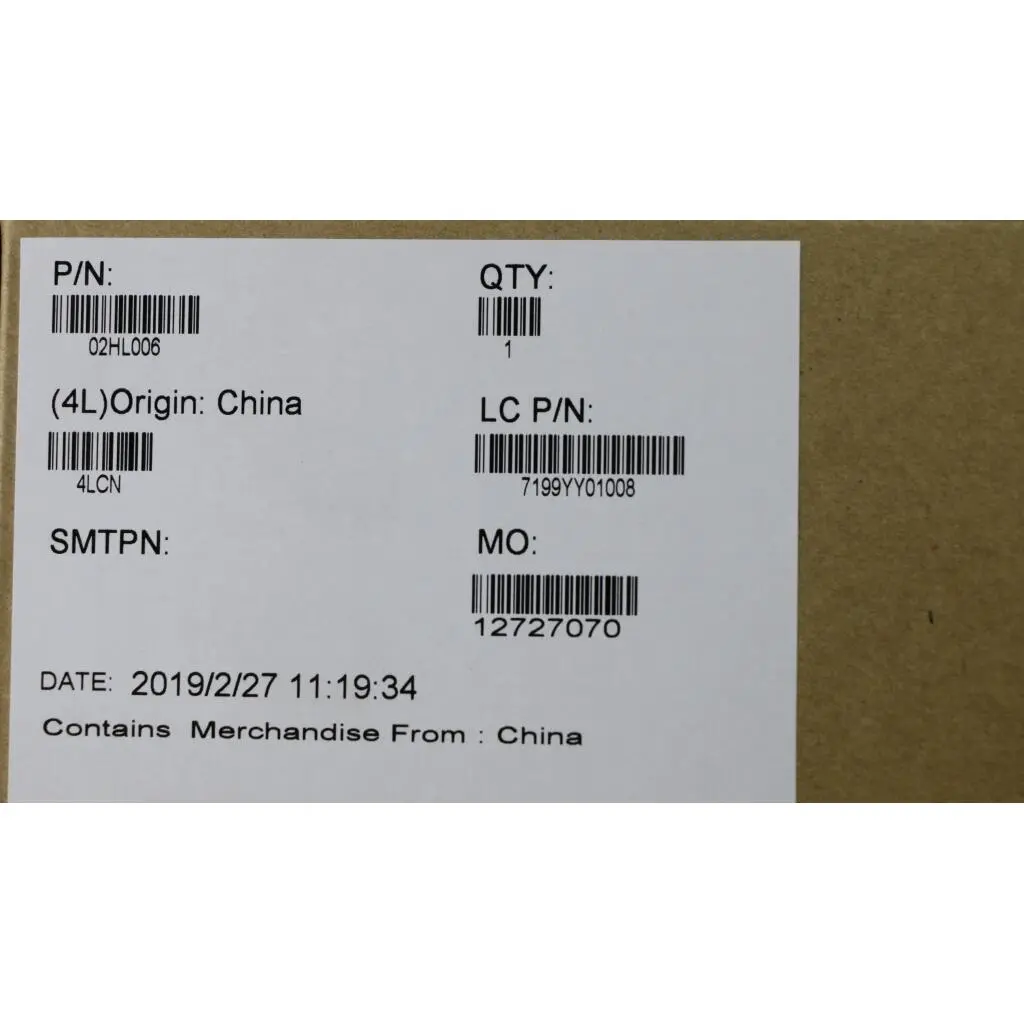 P/N:
02HL006
QTY:
1
(4L)Origin: China
4LCN
LC P/N:
7199YY01008
SMTPN:
MO:
12727070
DATE: 2019/2/27 11:19:34
Contains Merchandise From : China